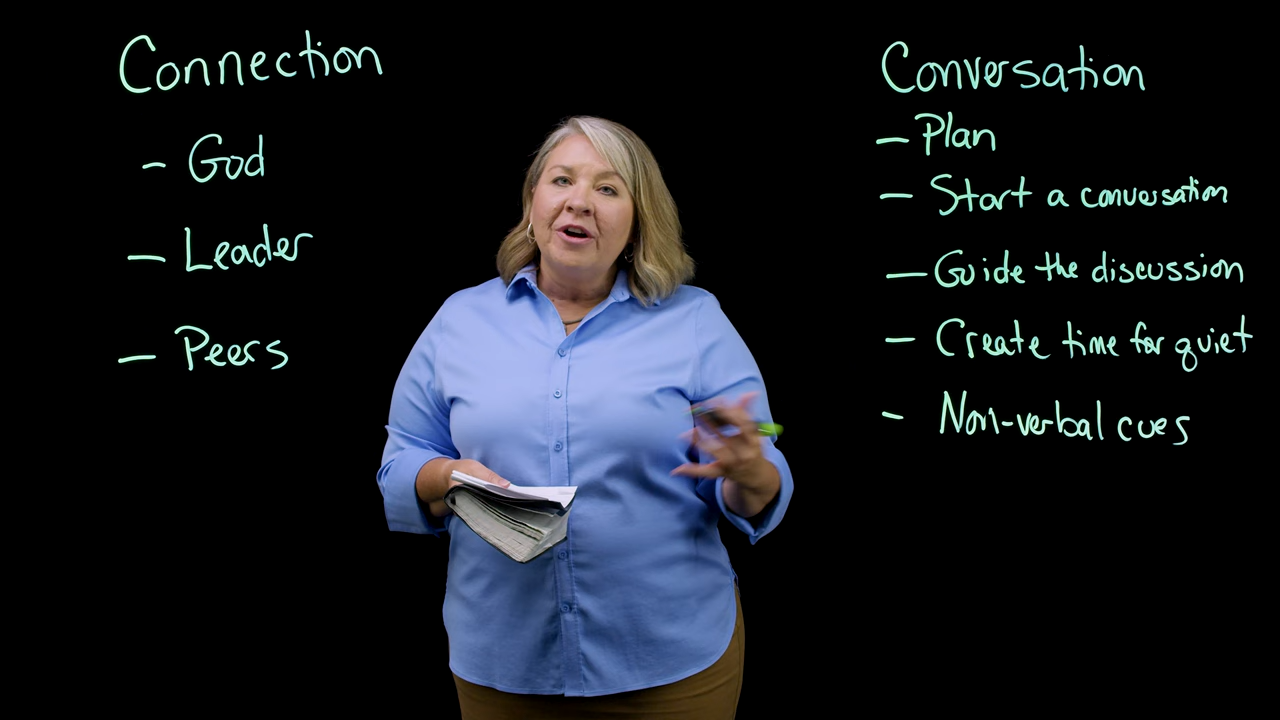 Connection
- God
- Leader
- Peers
Conversation
- Plan
- Start a conversation
- Guide the discussion
- Create time for quiet
- Non-verbal cues